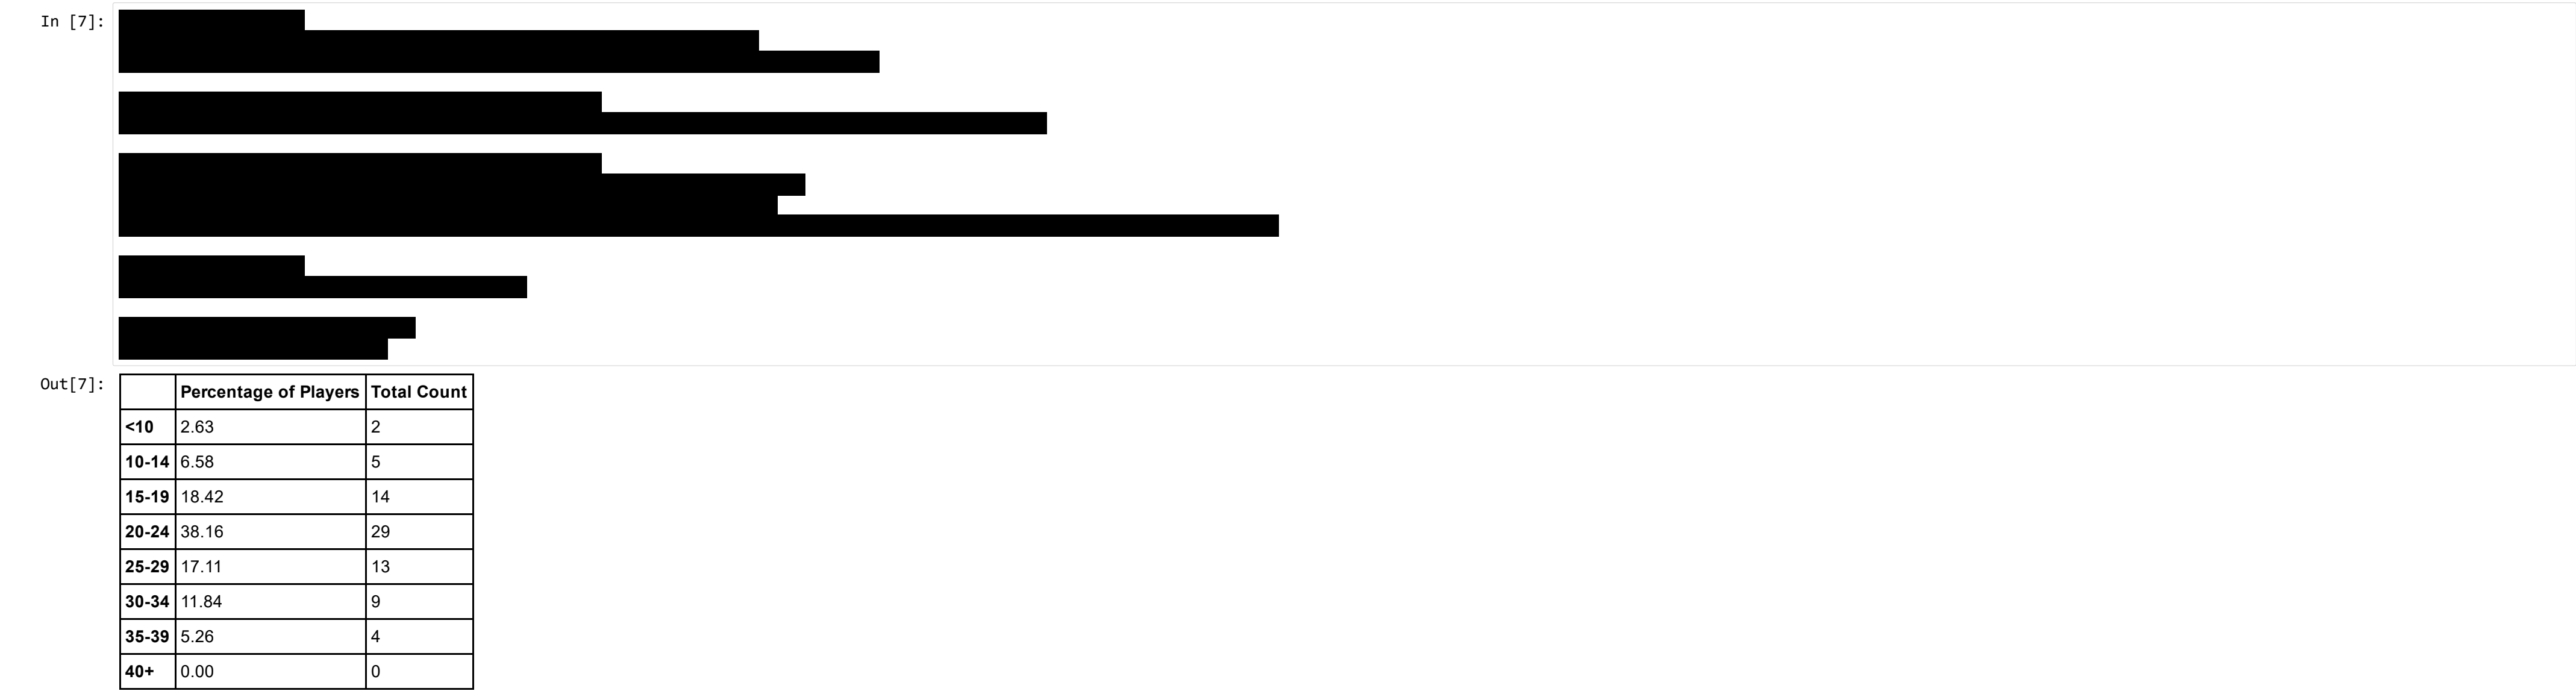 In [7]:
Out[7]:
Percentage of Players Total Count
<10 2.63 2
10-14 6.58 5
15-19 18.42 14
20-24 38.16 29
25-29 17.11 13
30-34 11.84 9
35-39 5.26 4
40+ 0.00 0